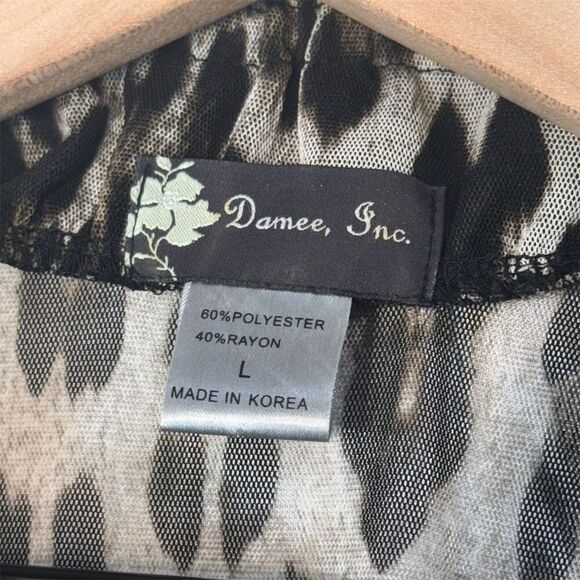 Damee, Inc.
60%POLYESTER
40%RAYON
L
MADE IN KOREA